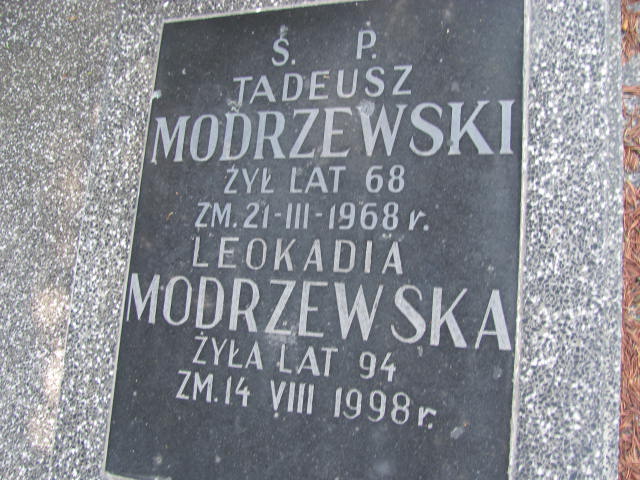 Ś. P.
TADEUSZ
MODRZEWSKI
ŻYŁ LAT 68
ZM. 21-III-1968 r.
LEOKADIA
MODRZEWSKA
ŻYŁA LAT 94
ZM. 14 VIII 1998 r.